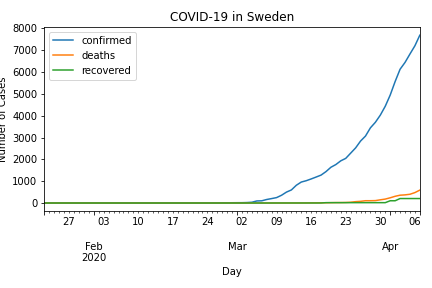 COVID-19 in Sweden
8000
7000
6000
5000
4000
3000
2000
1000
0
Number of Cases
confirmed
deaths
recovered
27 03 10 17 24 02 09 16 23 30 06
Feb Mar Apr
2020
Day